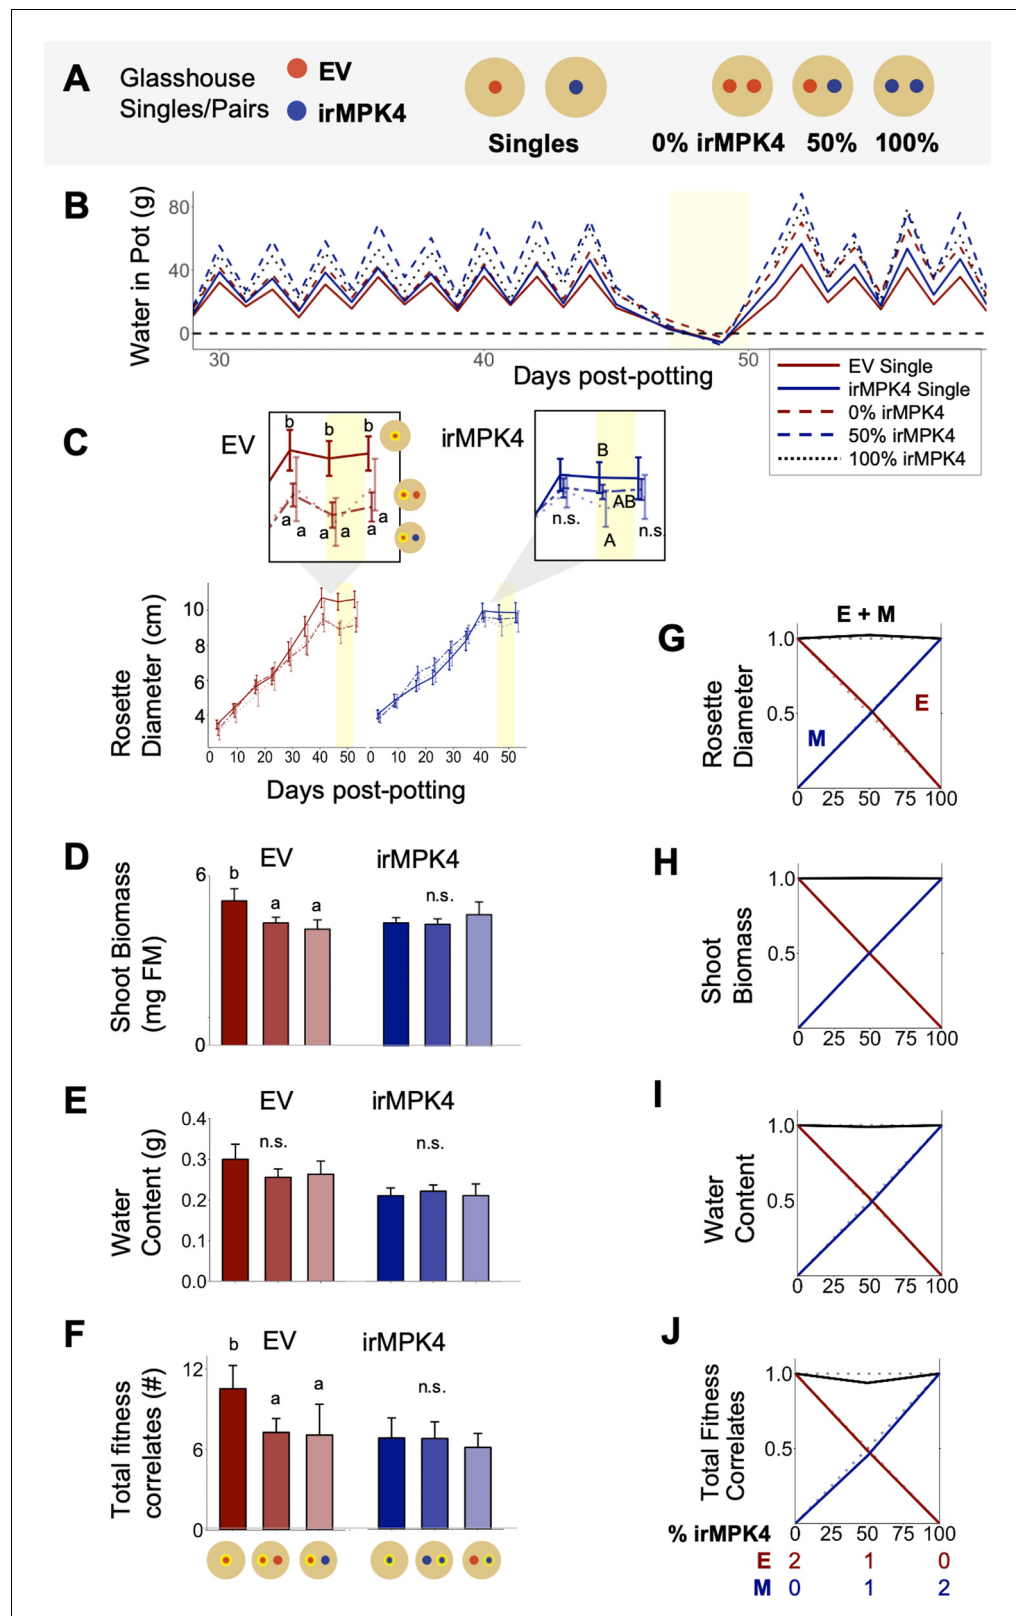 A
Glasshouse
Singles/Pairs
EV
irMPK4
Singles
0% irMPK4 50% 100%
B
Water in Pot (g)
80
40
0
30 40 50
Days post-potting
EV Single
irMPK4 Single
0% irMPK4
50% irMPK4
100% irMPK4
C
EV
b b b
a a a a a a
irMPK4
B
AB
n.s. n.s.
A
Rosette
Diameter (cm)
10
8
6
4
0 10 20 30 40 50
0 10 20 30 40 50
Days post-potting
D
EV irMPK4
Shoot Biomass
(mg FM)
6
0
b a a
n.s.
E
EV irMPK4
Water
Content (g)
0.4
0.3
0.2
0.1
0.0
n.s. n.s.
F
EV irMPK4
Total fitness
correlates (#)
12
6
0
b a a
n.s.
G
E + M
Rosette
Diameter
1.0
0.5
M E
0 25 50 75 100
H
Shoot
Biomass
1.0
0.5
0 25 50 75 100
I
Water
Content
1.0
0.5
0 25 50 75 100
J
Total Fitness
Correlates
1.0
0.5
% irMPK4 0 25 50 75 100
E 2 1 0
M 0 1 2